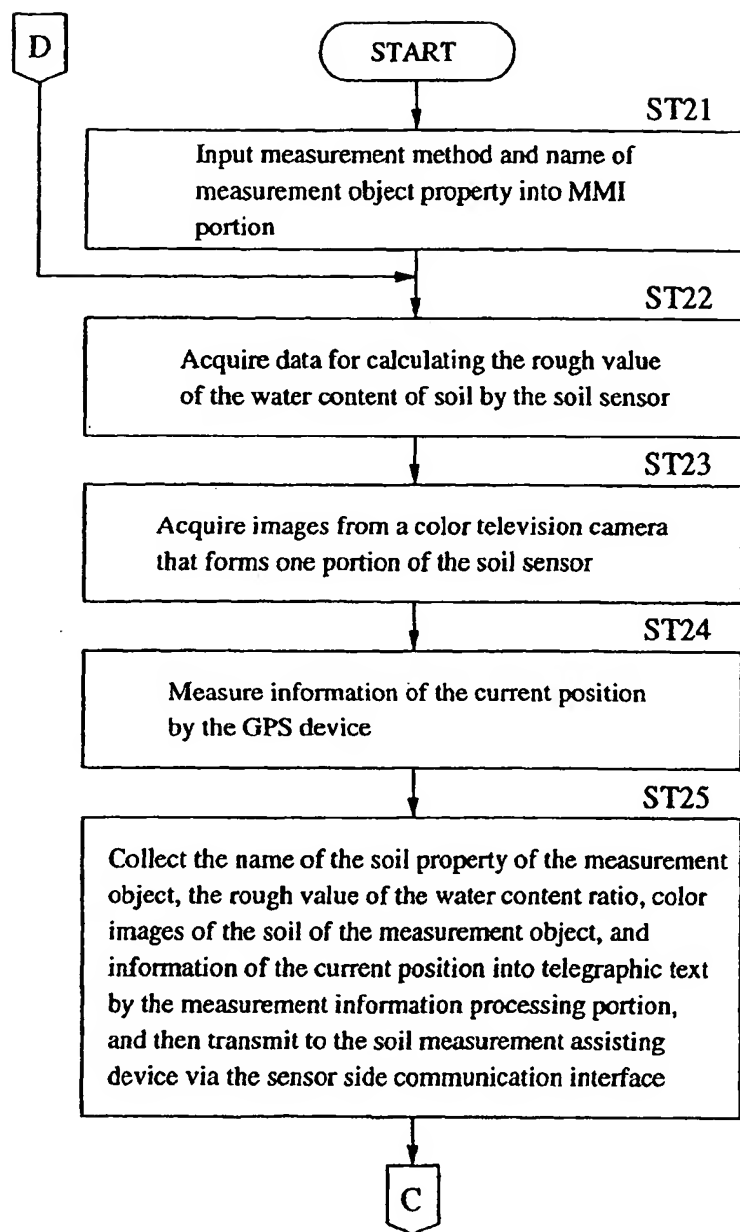 D
START
ST21
Input measurement method and name of
measurement object property into MMI
portion
ST22
Acquire data for calculating the rough value
of the water content of soil by the soil sensor
ST23
Acquire images from a color television camera
that forms one portion of the soil sensor
ST24
Measure information of the current position
by the GPS device
ST25
Collect the name of the soil property of the measurement
object, the rough value of the water content ratio, color
images of the soil of the measurement object, and
information of the current position into telegraphic text
by the measurement information processing portion,
and then transmit to the soil measurement assisting
device via the sensor side communication interface
C